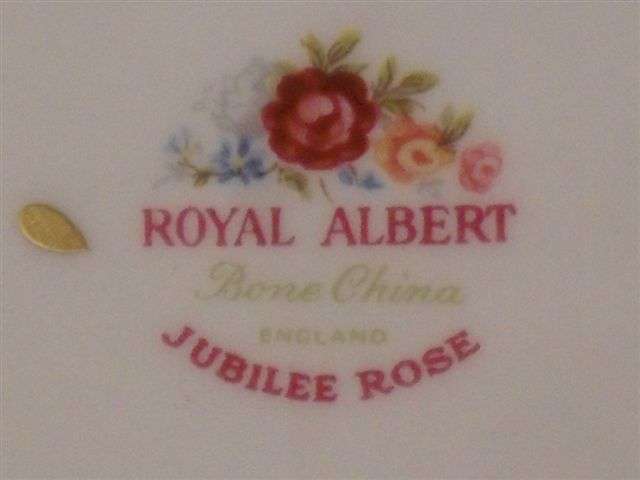 ROYAL ALBERT
Bone China
ENGLAND
JUBILEE ROSE